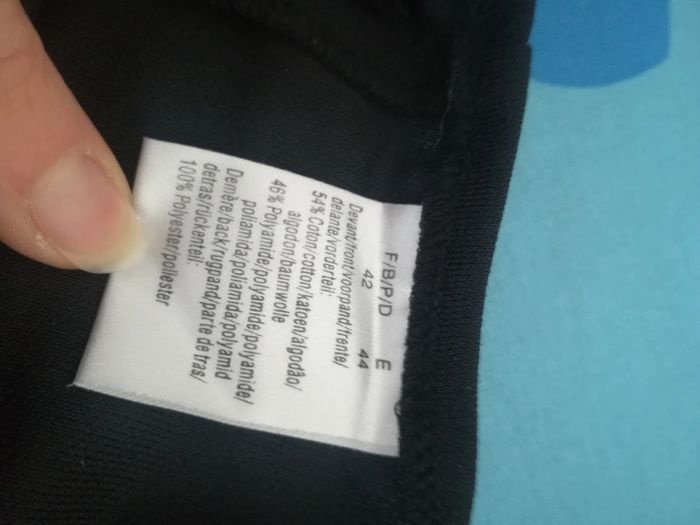 F/B/P/D E
42 44
Devant/front/voorpand/frente/
delante/vorderteil:
54% Coton/cotton/katoen/algodão/
algodon/baumwolle
46% Polyamide/polyamide/polyamide/
poliamida/poliamida/polyamid
Demère/back/rugpand/parte de tras/
detras/rückenteil:
100% Polyester/poliester